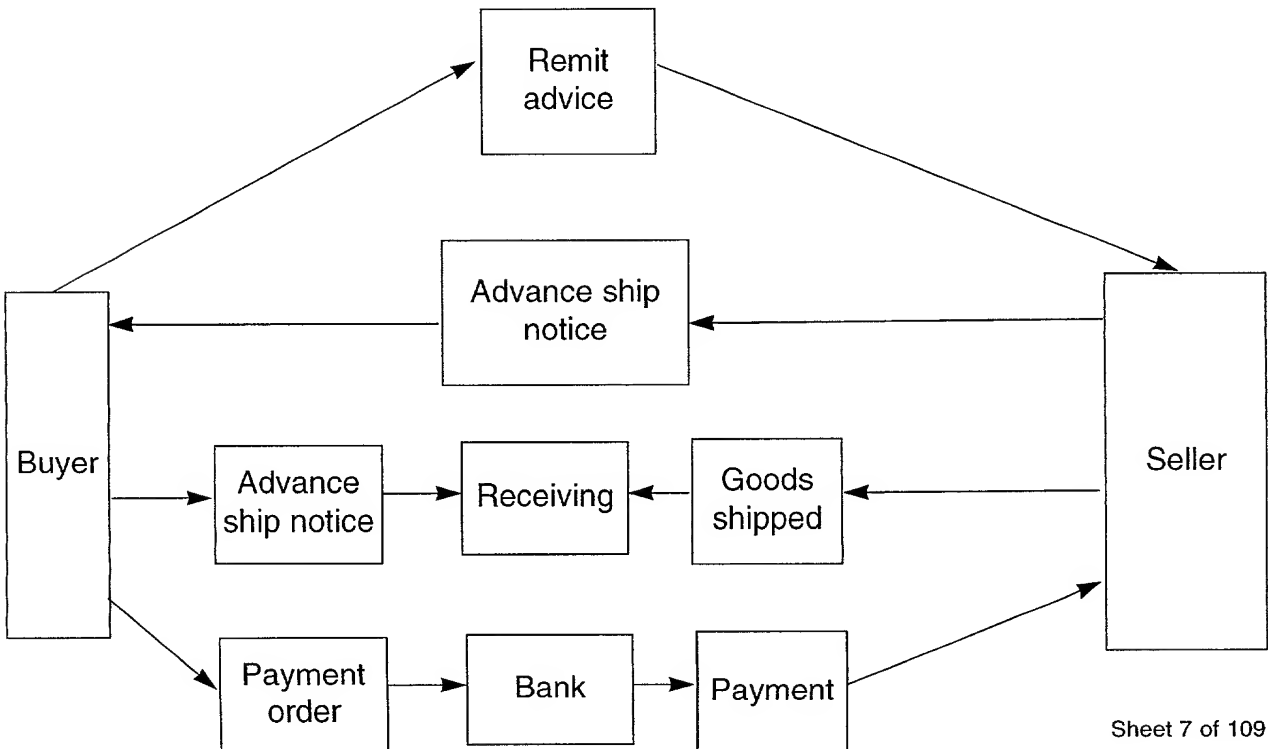 Remit
advice
Advance ship
notice
Buyer
Advance
ship notice
Receiving
Goods
shipped
Seller
Payment
order
Bank
Payment
Sheet 7 of 109